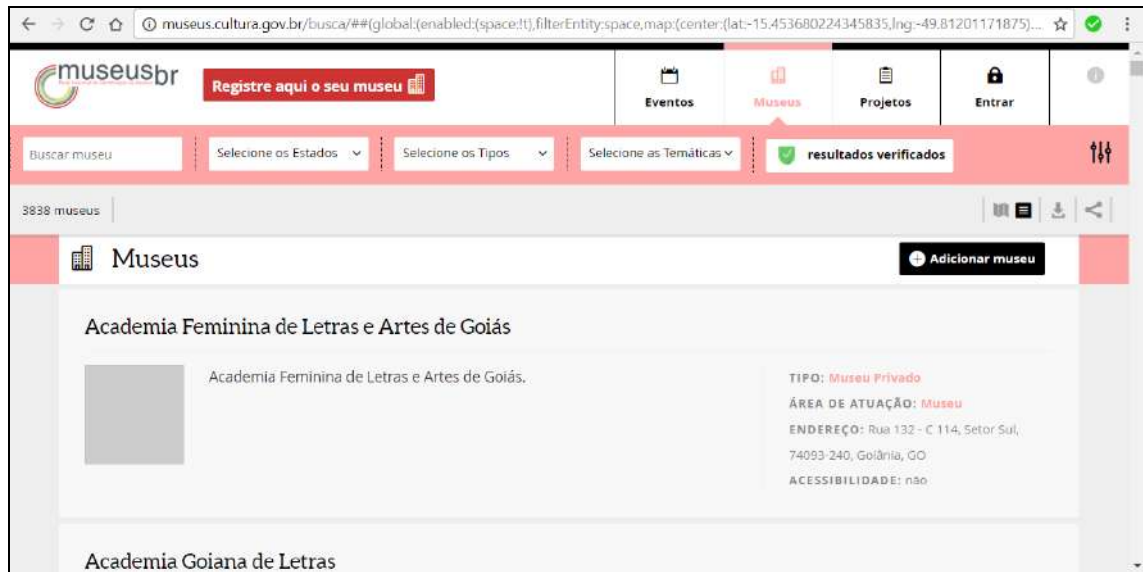 museus.cultura.gov.br/busca/##(global:(enabled:(space:!t),filterEntity:space,map:(center:(lat:-15.453680224345835,lng:-49.81201171875)...
museusbr
Registre aqui o seu museu
Eventos
Museus
Projetos
Entrar
Buscar museu
Selecione os Estados
Selecione os Tipos
Selecione as Temáticas
resultados verificados
3838 museus
Museus
Adicionar museu
Academia Feminina de Letras e Artes de Goiás
Academia Feminina de Letras e Artes de Goiás.
TIPO: Museu Privado
ÁREA DE ATUAÇÃO: Museu
ENDEREÇO: Rua 132 - C 114, Setor Sul,
74093-240, Goiânia, GO
ACESSIBILIDADE: não
Academia Goiana de Letras